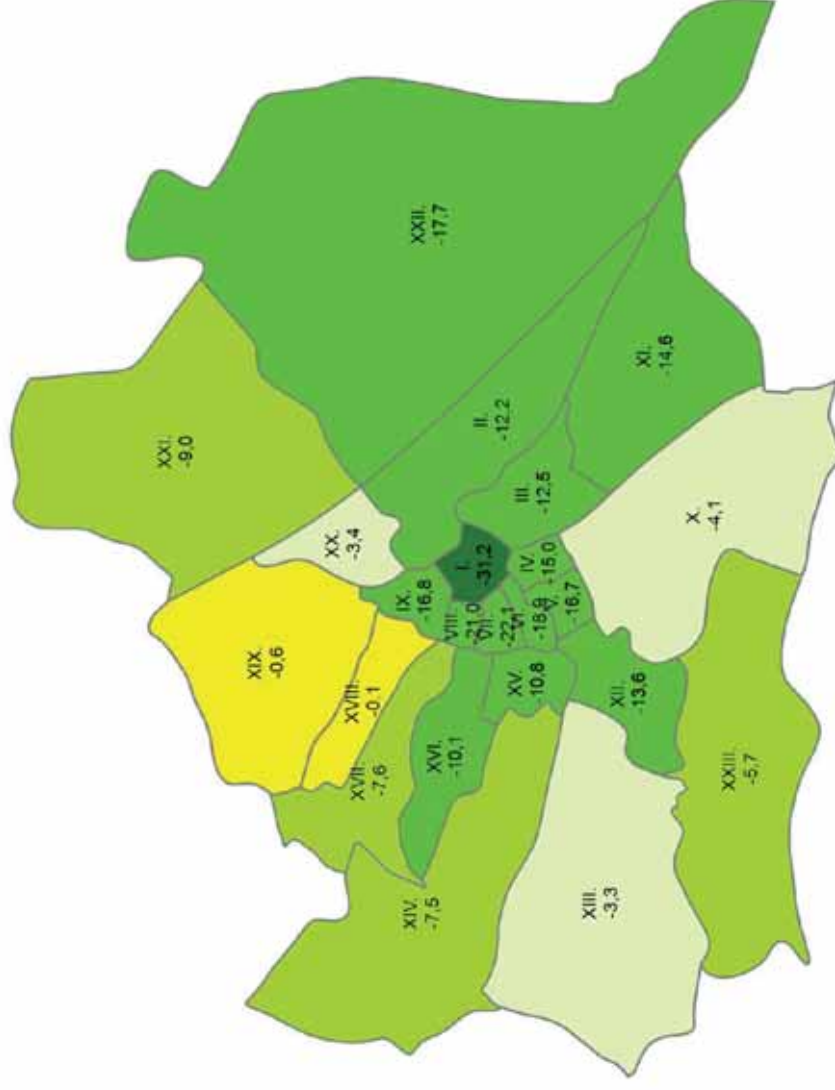 XXI.
-9,0
XIX.
-0,6
XX.
-3,4
XXII.
-17,7
XVIII.
-0,1
XVII.
-7,6
IX.
-16,8
II.
-12,2
XIV.
-7,5
XVI.
-10,1
VIII.
-21,0
I.
-31,2
VII.
-22,1
III.
-12,5
XV.
-10,8
VI.
-18,9
IV.
-15,0
V.
-16,7
XIII.
-3,3
XII.
-13,6
XI.
-14,6
X.
-4,1
XXIII.
-5,7